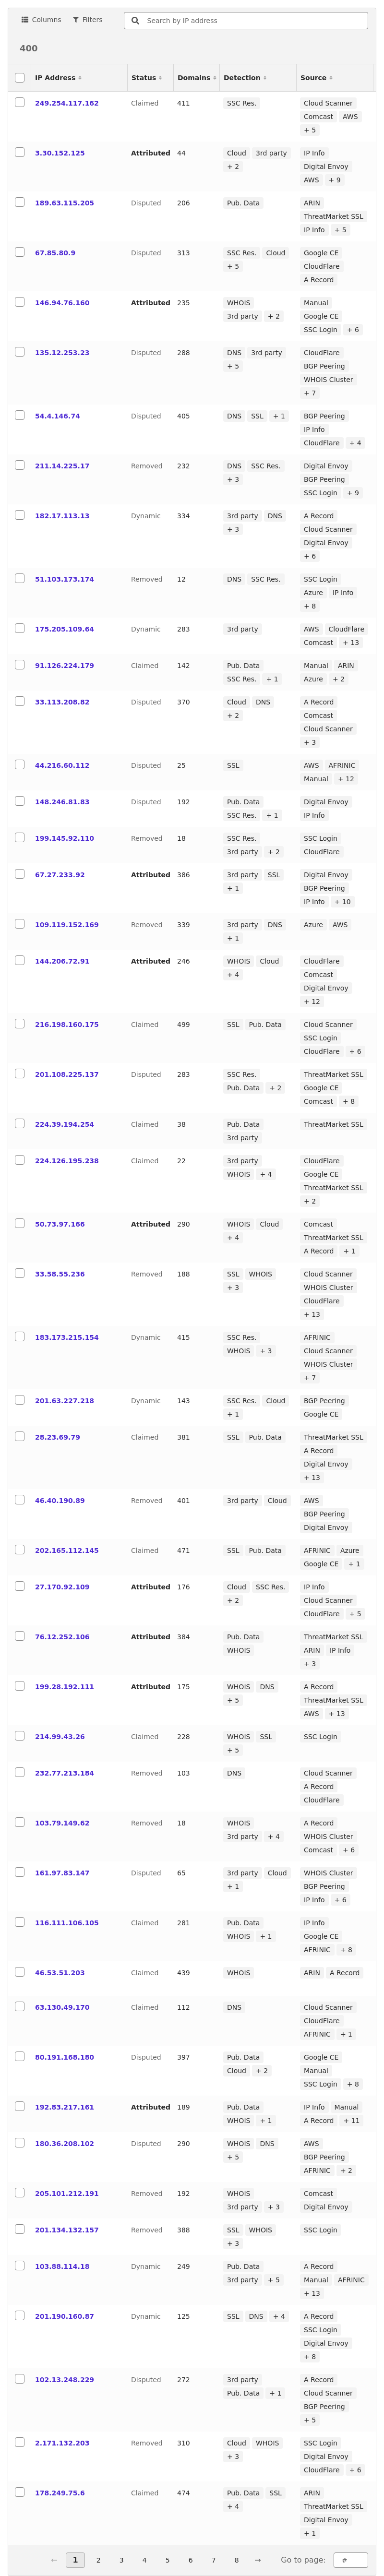 Columns Filters Search by IP address
400
IP Address Status Domains Detection Source
249.254.117.162 Claimed 411 SSC Res. Cloud Scanner
Comcast AWS
+ 5
3.30.152.125 Attributed 44 Cloud 3rd party IP Info
+ 2 Digital Envoy
AWS + 9
189.63.115.205 Disputed 206 Pub. Data ARIN
ThreatMarket SSL
IP Info + 5
67.85.80.9 Disputed 313 SSC Res. Cloud Google CE
+ 5 CloudFlare
A Record
146.94.76.160 Attributed 235 WHOIS Manual
3rd party + 2 Google CE
SSC Login + 6
135.12.253.23 Disputed 288 DNS 3rd party CloudFlare
+ 5 BGP Peering
WHOIS Cluster
+ 7
54.4.146.74 Disputed 405 DNS SSL + 1 BGP Peering
IP Info
CloudFlare + 4
211.14.225.17 Removed 232 DNS SSC Res. Digital Envoy
+ 3 BGP Peering
SSC Login + 9
182.17.113.13 Dynamic 334 3rd party DNS A Record
+ 3 Cloud Scanner
Digital Envoy
+ 6
51.103.173.174 Removed 12 DNS SSC Res. SSC Login
Azure IP Info
+ 8
175.205.109.64 Dynamic 283 3rd party AWS CloudFlare
Comcast + 13
91.126.224.179 Claimed 142 Pub. Data Manual ARIN
SSC Res. + 1 Azure + 2
33.113.208.82 Disputed 370 Cloud DNS A Record
+ 2 Comcast
Cloud Scanner
+ 3
44.216.60.112 Disputed 25 SSL AWS AFRINIC
Manual + 12
148.246.81.83 Disputed 192 Pub. Data Digital Envoy
SSC Res. + 1 IP Info
199.145.92.110 Removed 18 SSC Res. SSC Login
3rd party + 2 CloudFlare
67.27.233.92 Attributed 386 3rd party SSL Digital Envoy
+ 1 BGP Peering
IP Info + 10
109.119.152.169 Removed 339 3rd party DNS Azure AWS
+ 1
144.206.72.91 Attributed 246 WHOIS Cloud CloudFlare
+ 4 Comcast
Digital Envoy
+ 12
216.198.160.175 Claimed 499 SSL Pub. Data Cloud Scanner
SSC Login
CloudFlare + 6
201.108.225.137 Disputed 283 SSC Res. ThreatMarket SSL
Pub. Data + 2 Google CE
Comcast + 8
224.39.194.254 Claimed 38 Pub. Data ThreatMarket SSL
3rd party
224.126.195.238 Claimed 22 3rd party CloudFlare
WHOIS + 4 Google CE
ThreatMarket SSL
+ 2
50.73.97.166 Attributed 290 WHOIS Cloud Comcast
+ 4 ThreatMarket SSL
A Record + 1
33.58.55.236 Removed 188 SSL WHOIS Cloud Scanner
+ 3 WHOIS Cluster
CloudFlare
+ 13
183.173.215.154 Dynamic 415 SSC Res. AFRINIC
WHOIS + 3 Cloud Scanner
WHOIS Cluster
+ 7
201.63.227.218 Dynamic 143 SSC Res. Cloud BGP Peering
+ 1 Google CE
28.23.69.79 Claimed 381 SSL Pub. Data ThreatMarket SSL
A Record
Digital Envoy
+ 13
46.40.190.89 Removed 401 3rd party Cloud AWS
BGP Peering
Digital Envoy
202.165.112.145 Claimed 471 SSL Pub. Data AFRINIC Azure
Google CE + 1
27.170.92.109 Attributed 176 Cloud SSC Res. IP Info
+ 2 Cloud Scanner
CloudFlare + 5
76.12.252.106 Attributed 384 Pub. Data ThreatMarket SSL
WHOIS ARIN IP Info
+ 3
199.28.192.111 Attributed 175 WHOIS DNS A Record
+ 5 ThreatMarket SSL
AWS + 13
214.99.43.26 Claimed 228 WHOIS SSL SSC Login
+ 5
232.77.213.184 Removed 103 DNS Cloud Scanner
A Record
CloudFlare
103.79.149.62 Removed 18 WHOIS A Record
3rd party + 4 WHOIS Cluster
Comcast + 6
161.97.83.147 Disputed 65 3rd party Cloud WHOIS Cluster
+ 1 BGP Peering
IP Info + 6
116.111.106.105 Claimed 281 Pub. Data IP Info
WHOIS + 1 Google CE
AFRINIC + 8
46.53.51.203 Claimed 439 WHOIS ARIN A Record
63.130.49.170 Claimed 112 DNS Cloud Scanner
CloudFlare
AFRINIC + 1
80.191.168.180 Disputed 397 Pub. Data Google CE
Cloud + 2 Manual
SSC Login + 8
192.83.217.161 Attributed 189 Pub. Data IP Info Manual
WHOIS + 1 A Record + 11
180.36.208.102 Disputed 290 WHOIS DNS AWS
+ 5 BGP Peering
AFRINIC + 2
205.101.212.191 Removed 192 WHOIS Comcast
3rd party + 3 Digital Envoy
201.134.132.157 Removed 388 SSL WHOIS SSC Login
+ 3
103.88.114.18 Dynamic 249 Pub. Data A Record
3rd party + 5 Manual AFRINIC
+ 13
201.190.160.87 Dynamic 125 SSL DNS + 4 A Record
SSC Login
Digital Envoy
+ 8
102.13.248.229 Disputed 272 3rd party A Record
Pub. Data + 1 Cloud Scanner
BGP Peering
+ 5
2.171.132.203 Removed 310 Cloud WHOIS SSC Login
+ 3 Digital Envoy
CloudFlare + 6
178.249.75.6 Claimed 474 Pub. Data SSL ARIN
+ 4 ThreatMarket SSL
Digital Envoy
+ 1
← 1 2 3 4 5 6 7 8 → Go to page: #